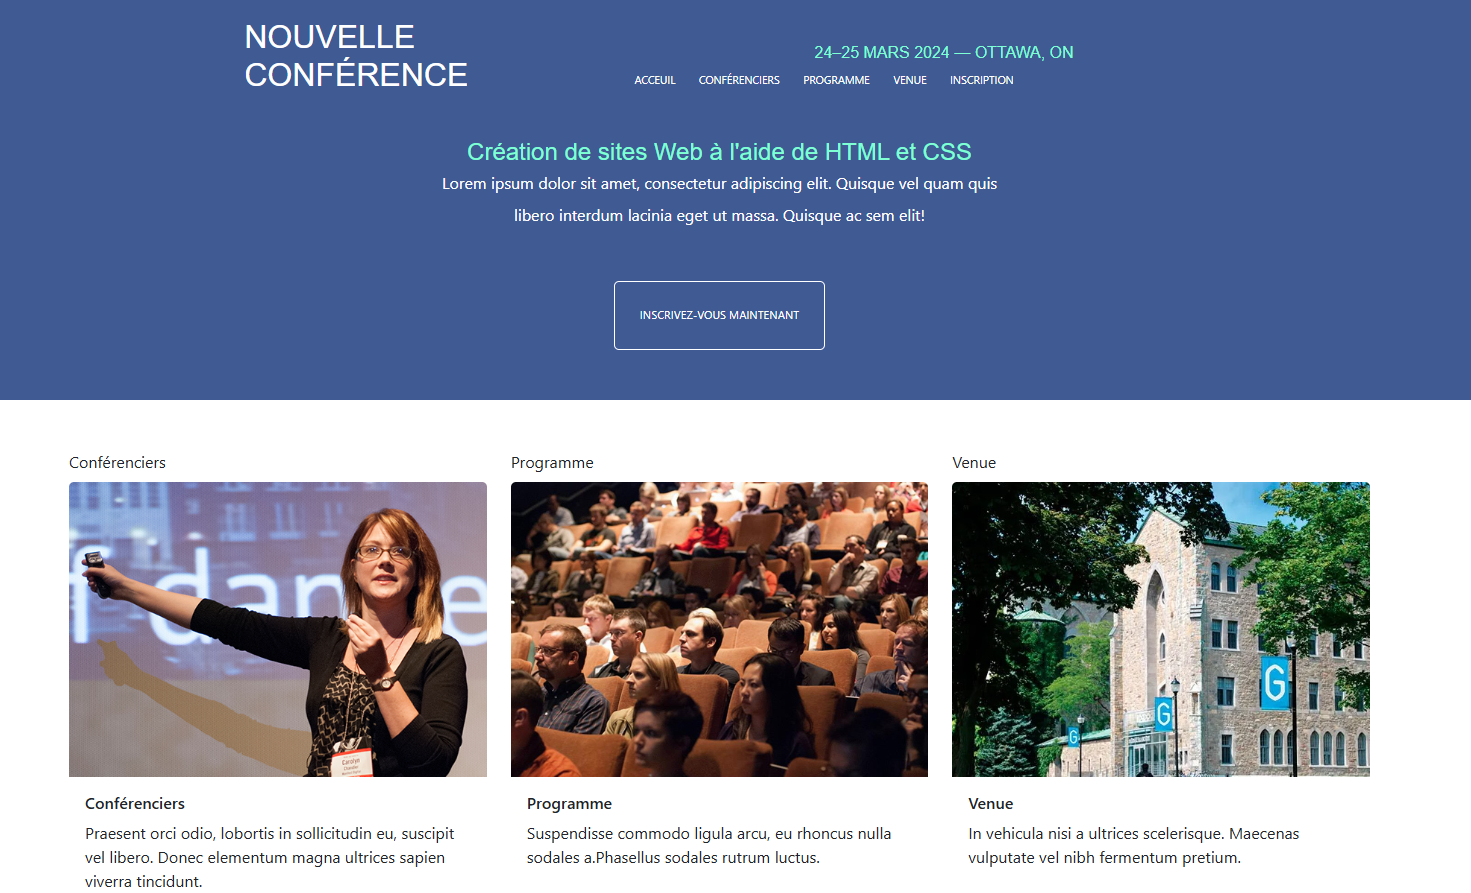 NOUVELLE
CONFÉRENCE
24–25 MARS 2024 — OTTAWA, ON
ACCEUIL CONFÉRENCIERS PROGRAMME VENUE INSCRIPTION
Création de sites Web à l'aide de HTML et CSS
Lorem ipsum dolor sit amet, consectetur adipiscing elit. Quisque vel quam quis
libero interdum lacinia eget ut massa. Quisque ac sem elit!
INSCRIVEZ-VOUS MAINTENANT
Conférenciers
f dan e
Carolyn
Conférenciers
Praesent orci odio, lobortis in sollicitudin eu, suscipit
vel libero. Donec elementum magna ultrices sapien
viverra tincidunt.
Programme
Programme
Suspendisse commodo ligula arcu, eu rhoncus nulla
sodales a.Phasellus sodales rutrum luctus.
Venue
G
G
G
Venue
In vehicula nisi a ultrices scelerisque. Maecenas
vulputate vel nibh fermentum pretium.